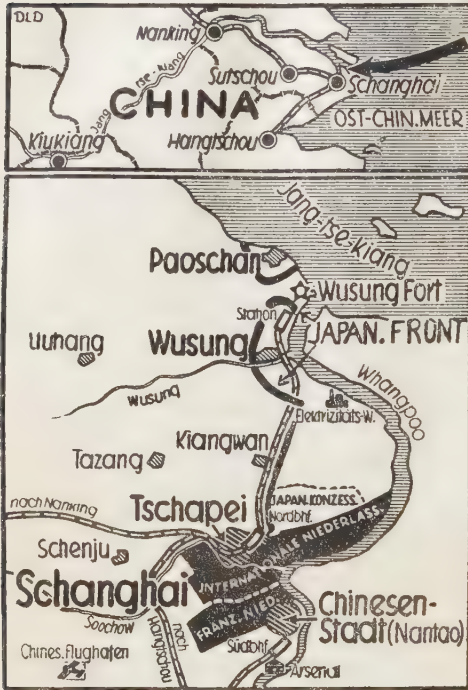 DLD
Nanking
Jang-tse-kiang
Sutschou
Schanghai
CHINA
OST-CHIN.MEER
Kiukiang
Hangtschou
Jang-tse-Kiang
Paoschan
Wusung Fort
Station
JAPAN. FRONT
Uuhang
Wusung
Whangpoo
Wusung
Elektrizitäts-W.
Kiangwan
Tazang
nach Nanking
JAPAN. KONZESS.
Tschapei
Nordbhf.
Schenju
INTERNATIONALE NIEDERLASS.
Schanghai
FRANZ. NIED.
Chinesen-
Stadt (Nantao)
Soochow
nach
Hangtschou
Südbhf.
Chines. Flughafen
Arsenal